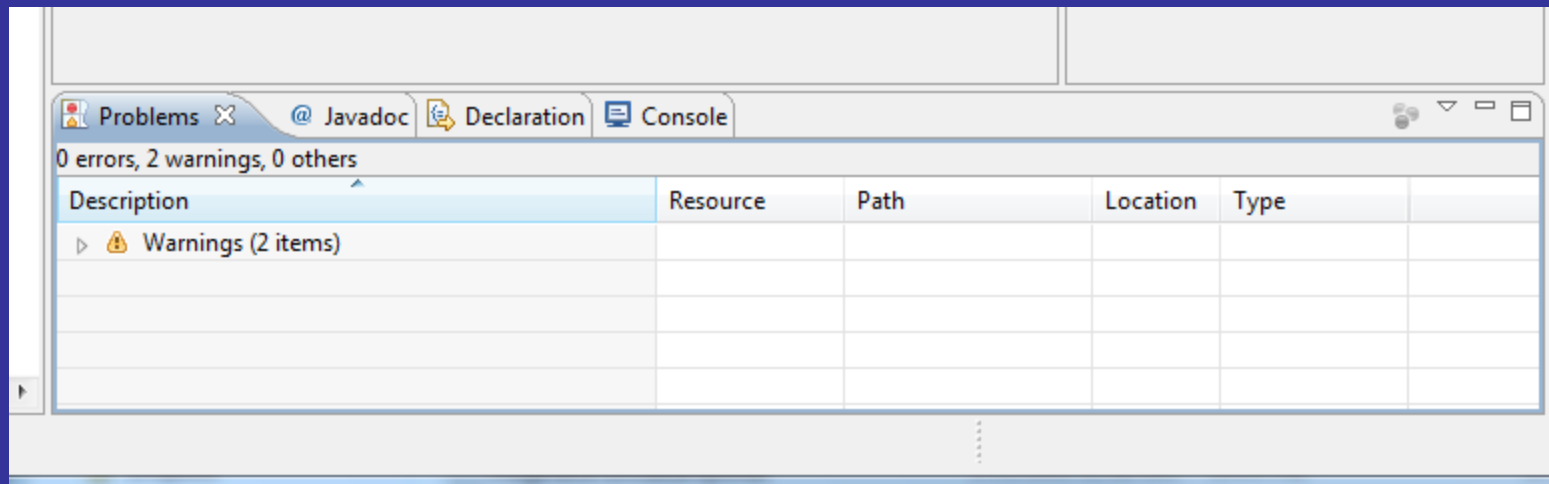 Problems @ Javadoc Declaration Console
0 errors, 2 warnings, 0 others
Description Resource Path Location Type
Warnings (2 items)